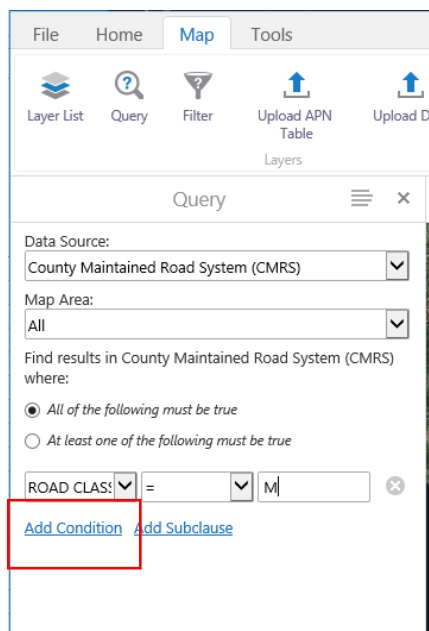 File Home Map Tools
Layer List Query Filter Upload APN Upload D
Table
Layers
Query
Data Source:
County Maintained Road System (CMRS)
Map Area:
All
Find results in County Maintained Road System (CMRS)
where:
All of the following must be true
At least one of the following must be true
ROAD CLAS = M
Add Condition Add Subclause